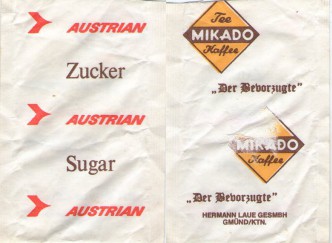 AUSTRIAN
Zucker
AUSTRIAN
Sugar
AUSTRIAN
Tee
MIKADO
Kaffee
„Der Bevorzugte"
MIKADO
Kaffee
„Der Bevorzugte"
HERMANN LAUE GESMBH
GMÜND/KTN.